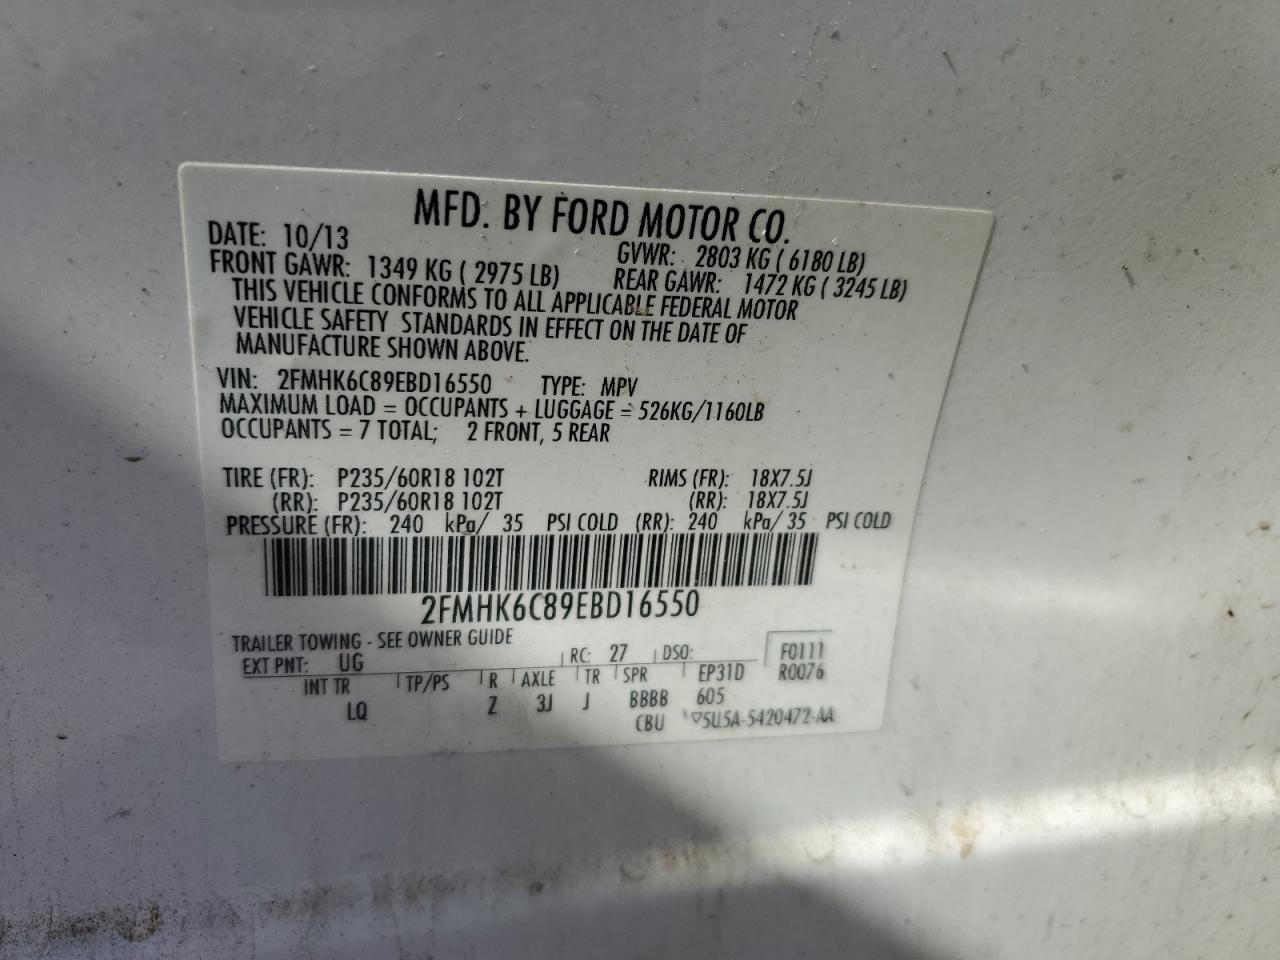 MFD. BY FORD MOTOR CO.
DATE: 10/13 GVWR: 2803 KG ( 6180 LB)
FRONT GAWR: 1349 KG ( 2975 LB) REAR GAWR: 1472 KG ( 3245 LB)
THIS VEHICLE CONFORMS TO ALL APPLICABLE FEDERAL MOTOR
VEHICLE SAFETY STANDARDS IN EFFECT ON THE DATE OF
MANUFACTURE SHOWN ABOVE.
VIN: 2FMHK6C89EBD16550 TYPE: MPV
MAXIMUM LOAD = OCCUPANTS + LUGGAGE = 526KG/1160LB
OCCUPANTS = 7 TOTAL; 2 FRONT, 5 REAR
TIRE (FR): P235/60R18 102T RIMS (FR): 18X7.5J
(RR): P235/60R18 102T (RR): 18X7.5J
PRESSURE (FR): 240 kPa/ 35 PSI COLD (RR): 240 kPa/ 35 PSI COLD
2FMHK6C89EBD16550
TRAILER TOWING - SEE OWNER GUIDE
EXT PNT: UG RC: 27 DSO: F0111
R0076
INT TR TP/PS R AXLE TR SPR EP31D
LQ Z 3J J BBBB 605
CBU 5U5A-5420472-AA